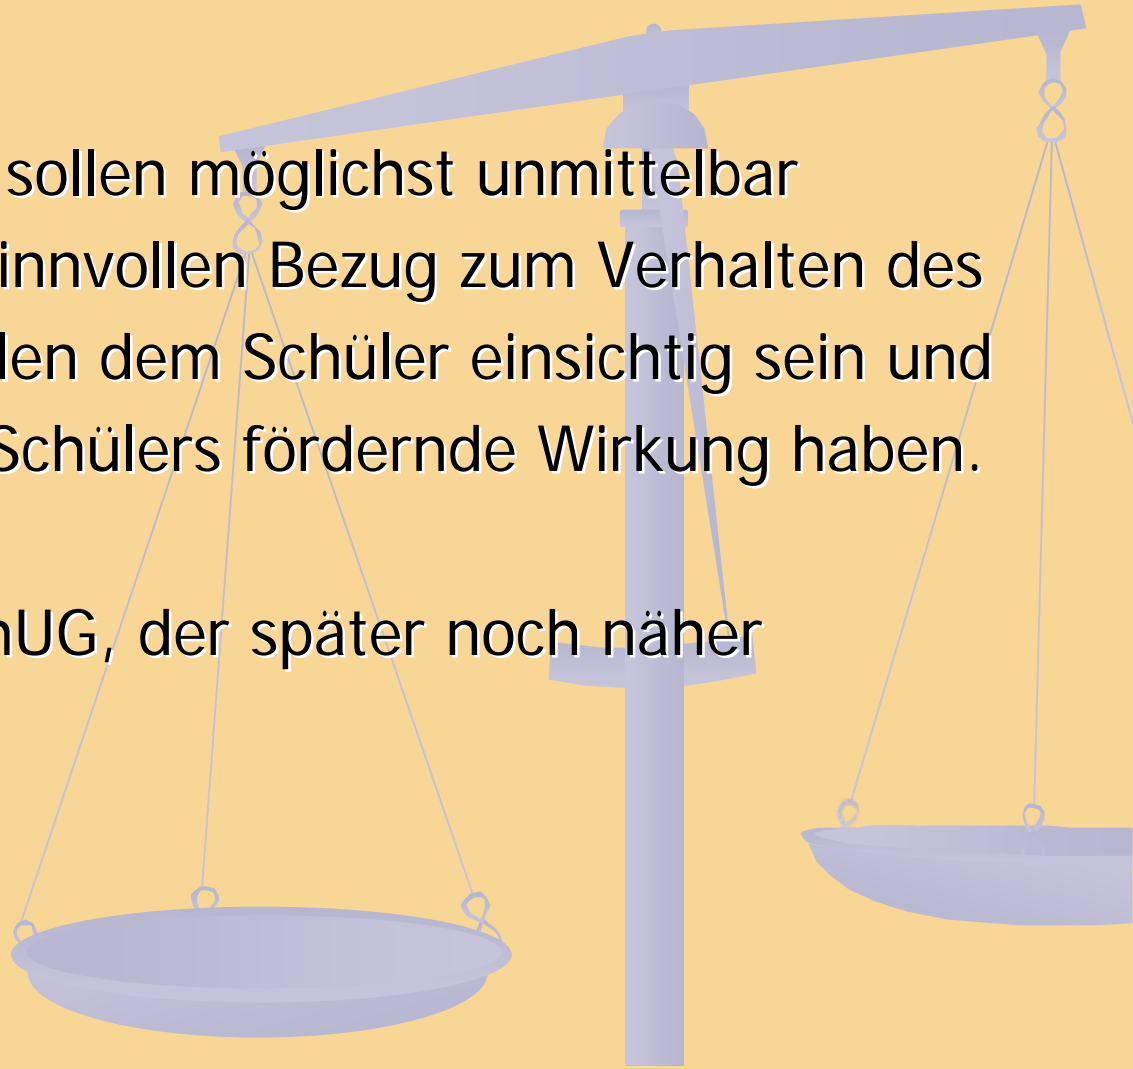 sollen möglichst unmittelbar
innvollen Bezug zum Verhalten des
len dem Schüler einsichtig sein und
Schülers fördernde Wirkung haben.
nUG, der später noch näher